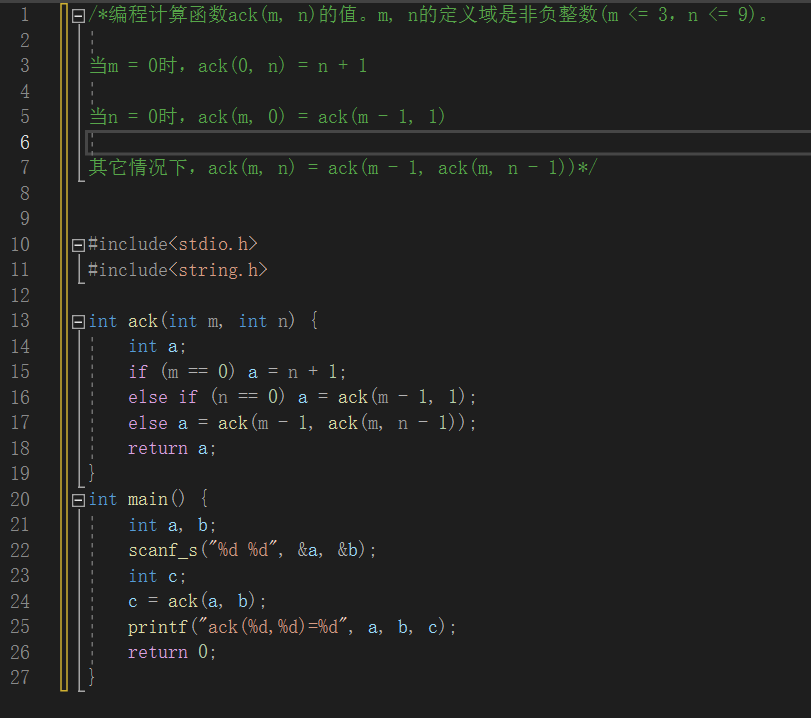 1 /*编程计算函数ack(m, n)的值。m, n的定义域是非负整数(m <= 3，n <= 9)。
2
3 当m = 0时，ack(0, n) = n + 1
4
5 当n = 0时，ack(m, 0) = ack(m - 1, 1)
6
7 其它情况下，ack(m, n) = ack(m - 1, ack(m, n - 1))*/
8
9
10 #include<stdio.h>
11 #include<string.h>
12
13 int ack(int m, int n) {
14 int a;
15 if (m == 0) a = n + 1;
16 else if (n == 0) a = ack(m - 1, 1);
17 else a = ack(m - 1, ack(m, n - 1));
18 return a;
19 }
20 int main() {
21 int a, b;
22 scanf_s("%d %d", &a, &b);
23 int c;
24 c = ack(a, b);
25 printf("ack(%d,%d)=%d", a, b, c);
26 return 0;
27 }